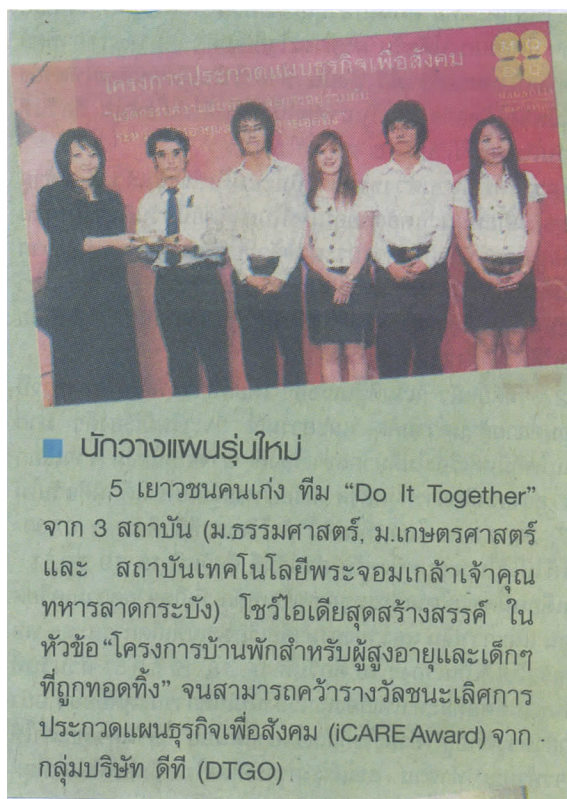 โครงการประกวดแผนธุรกิจเพื่อสังคม
MAGNOLIA
นักวางแผนรุ่นใหม่
5 เยาวชนคนเก่ง ทีม “Do It Together”
จาก 3 สถาบัน (ม.ธรรมศาสตร์, ม.เกษตรศาสตร์
และ สถาบันเทคโนโลยีพระจอมเกล้าเจ้าคุณ
ทหารลาดกระบัง) โชว์ไอเดียสุดสร้างสรรค์ ใน
หัวข้อ “โครงการบ้านพักสำหรับผู้สูงอายุและเด็กๆ
ที่ถูกทอดทิ้ง” จนสามารถคว้ารางวัลชนะเลิศการ
ประกวดแผนธุรกิจเพื่อสังคม (iCARE Award) จาก
กลุ่มบริษัท ดีที (DTGO)